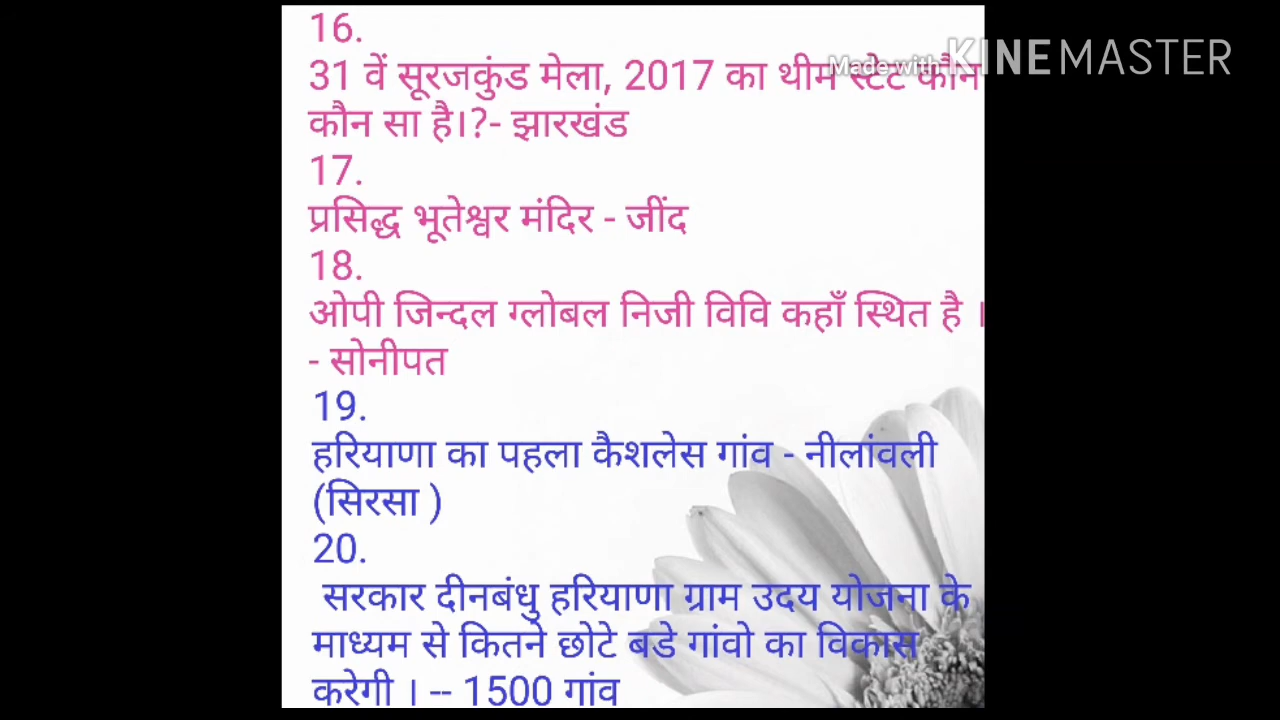 16.
Made with KINEMASTER
31 वें सूरजकुंड मेला, 2017 का थीम स्टेट कौन
कौन सा है।?- झारखंड
17.
प्रसिद्ध भूतेश्वर मंदिर - जींद
18.
ओपी जिन्दल ग्लोबल निजी विवि कहाँ स्थित है ।
- सोनीपत
19.
हरियाणा का पहला कैशलेस गांव - नीलांवली
(सिरसा )
20.
सरकार दीनबंधु हरियाणा ग्राम उदय योजना के
माध्यम से कितने छोटे बडे गांवो का विकास
करेगी । -- 1500 गांव